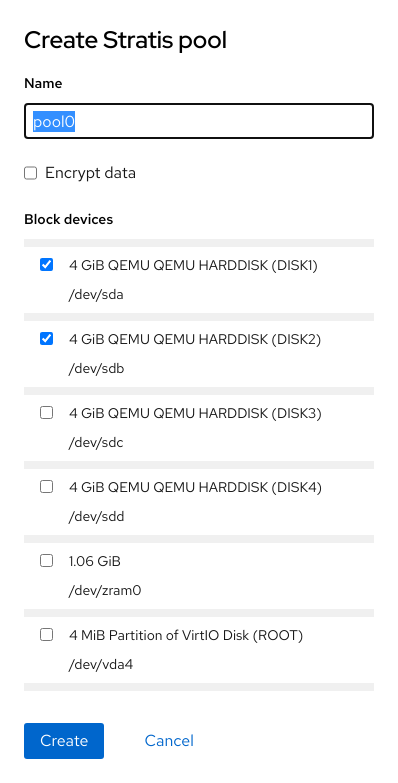 Create Stratis pool
Name
pool0
Encrypt data
Block devices
4 GiB QEMU QEMU HARDDISK (DISK1)
/dev/sda
4 GiB QEMU QEMU HARDDISK (DISK2)
/dev/sdb
4 GiB QEMU QEMU HARDDISK (DISK3)
/dev/sdc
4 GiB QEMU QEMU HARDDISK (DISK4)
/dev/sdd
1.06 GiB
/dev/zram0
4 MiB Partition of VirtIO Disk (ROOT)
/dev/vda4
Create Cancel